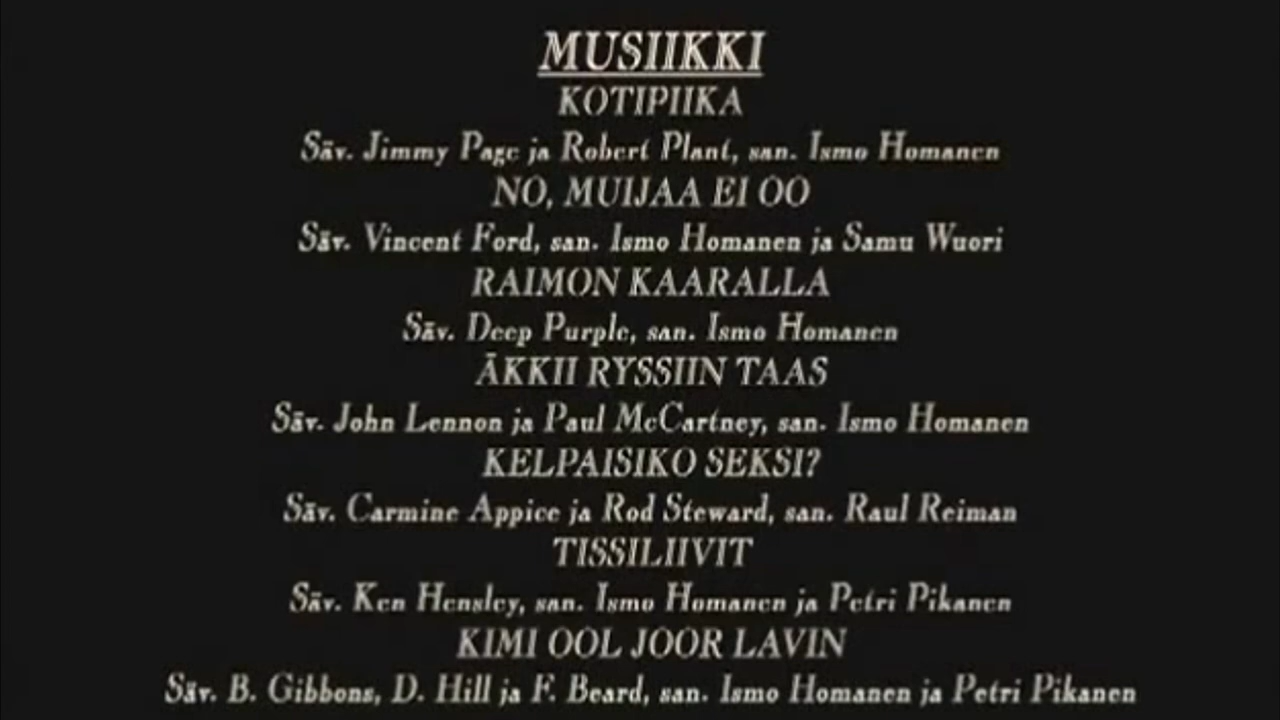 MUSIIKKI
KOTIPIIKA
Säv. Jimmy Page ja Robert Plant, san. Ismo Homanen
NO, MUIJAA EI OO
Säv. Vincent Ford, san. Ismo Homanen ja Samu Wuori
RAIMON KAARALLA
Säv. Deep Purple, san. Ismo Homanen
ÄKKII RYSSIIN TAAS
Säv. John Lennon ja Paul McCartney, san. Ismo Homanen
KELPAISIKO SEKSI?
Säv. Carmine Appice ja Rod Steward, san. Raul Reiman
TISSILIIVIT
Säv. Ken Hensley, san. Ismo Homanen ja Petri Pikanen
KIMI OOL JOOR LAVIN
Säv. B. Gibbons, D. Hill ja F. Beard, san. Ismo Homanen ja Petri Pikanen